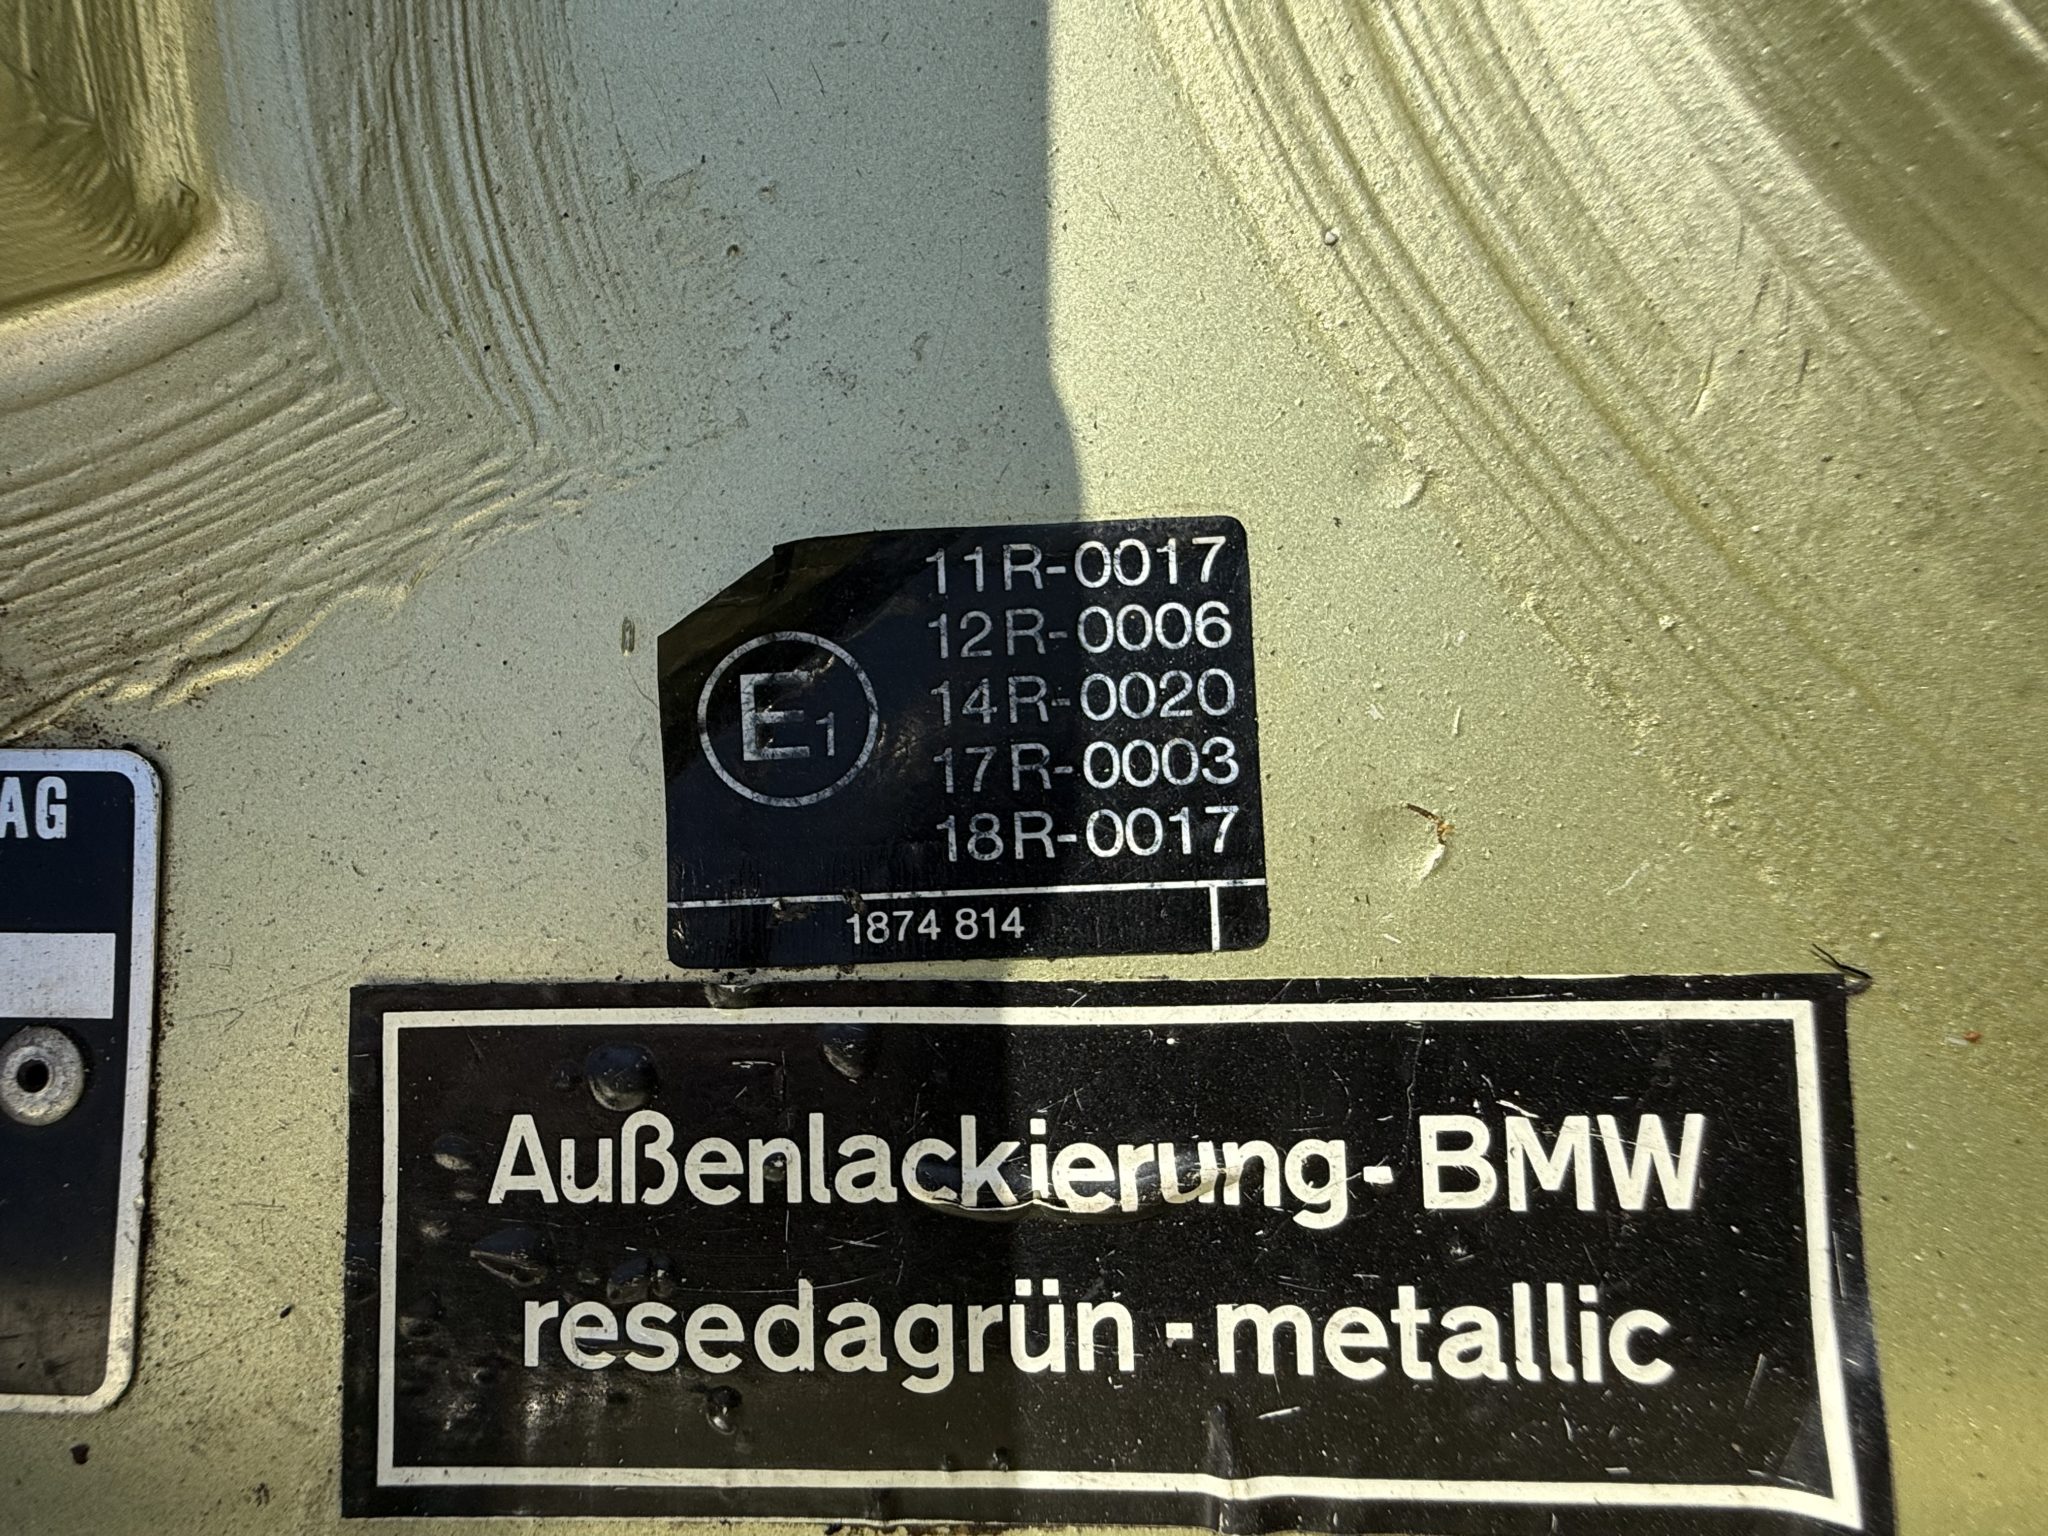 11R-0017
12R-0006
14R-0020
17R-0003
18R-0017
E1
1874 814
AG
Außenlackierung-BMW
resedagrün-metallic